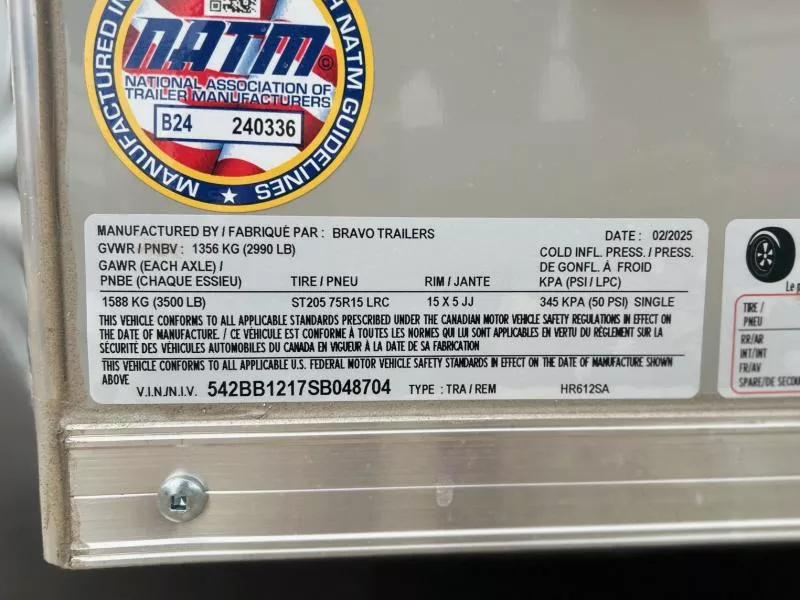 MANUFACTURED IN
H NATM GUIDELINES
NATM ©
NATIONAL ASSOCIATION OF
TRAILER MANUFACTURERS
B24 240336
MANUFACTURED BY / FABRIQUÉ PAR : BRAVO TRAILERS DATE : 02/2025
GVWR / PNBV : 1356 KG (2990 LB) COLD INFL. PRESS. / PRESS.
GAWR (EACH AXLE) / DE GONFL. À FROID
PNBE (CHAQUE ESSIEU) TIRE / PNEU RIM / JANTE KPA (PSI / LPC)
1588 KG (3500 LB) ST205 75R15 LRC 15 X 5 JJ 345 KPA (50 PSI) SINGLE
THIS VEHICLE CONFORMS TO ALL APPLICABLE STANDARDS PRESCRIBED UNDER THE CANADIAN MOTOR VEHICLE SAFETY REGULATIONS IN EFFECT ON
THE DATE OF MANUFACTURE. / CE VÉHICULE EST CONFORME À TOUTES LES NORMES QUI LUI SONT APPLICABLES EN VERTU DU RÈGLEMENT SUR LA
SÉCURITÉ DES VÉHICULES AUTOMOBILES DU CANADA EN VIGUEUR À LA DATE DE SA FABRICATION
THIS VEHICLE CONFORMS TO ALL APPLICABLE U.S. FEDERAL MOTOR VEHICLE SAFETY STANDARDS IN EFFECT ON THE DATE OF MANUFACTURE SHOWN
ABOVE
V.I.N./N.I.V. 542BB1217SB048704 TYPE : TRA / REM HR612SA
Le
TIRE /
PNEU
RR/AR
INT/INT
FR/AV
SPARE/DE